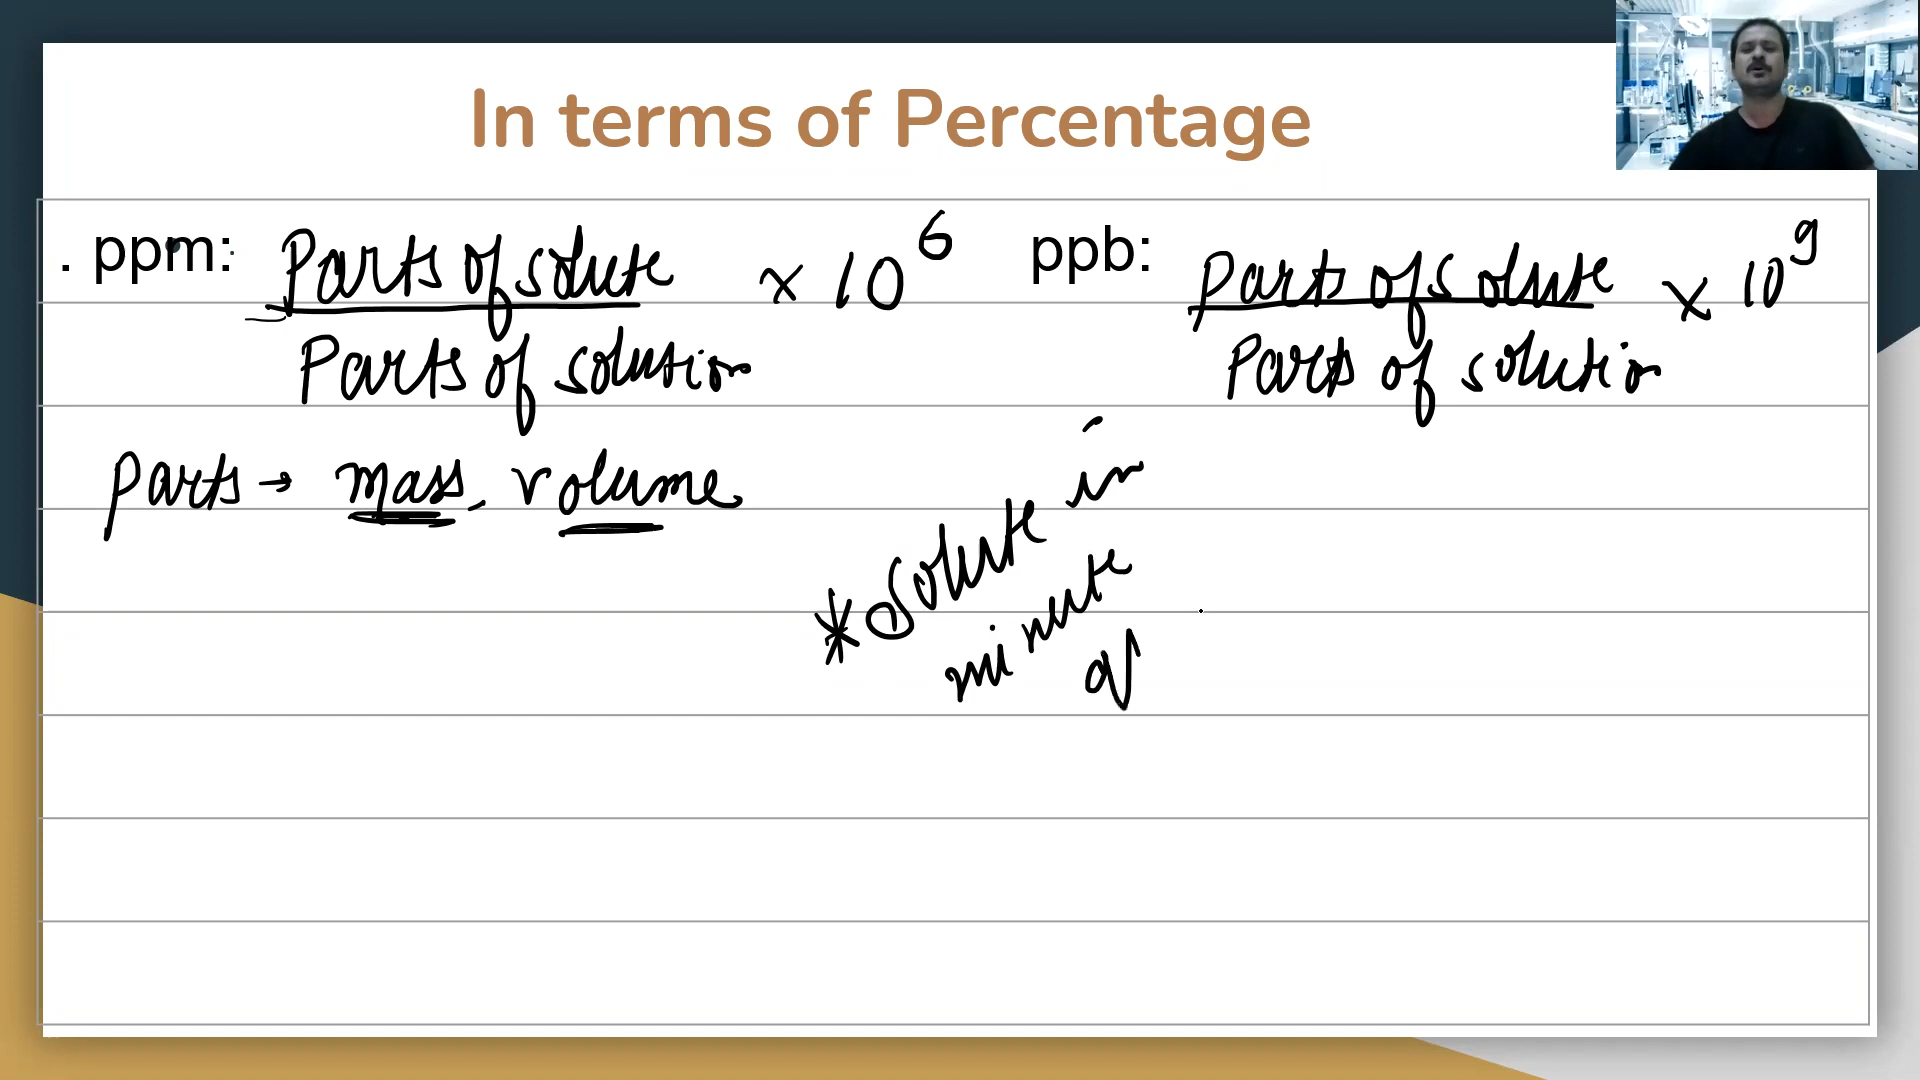 In terms of Percentage
. ppm: Parts of solute × 10^6
Parts of solution
ppb: Parts of solute × 10^9
Parts of solution
Parts → mass, volume
* Solute in
minute